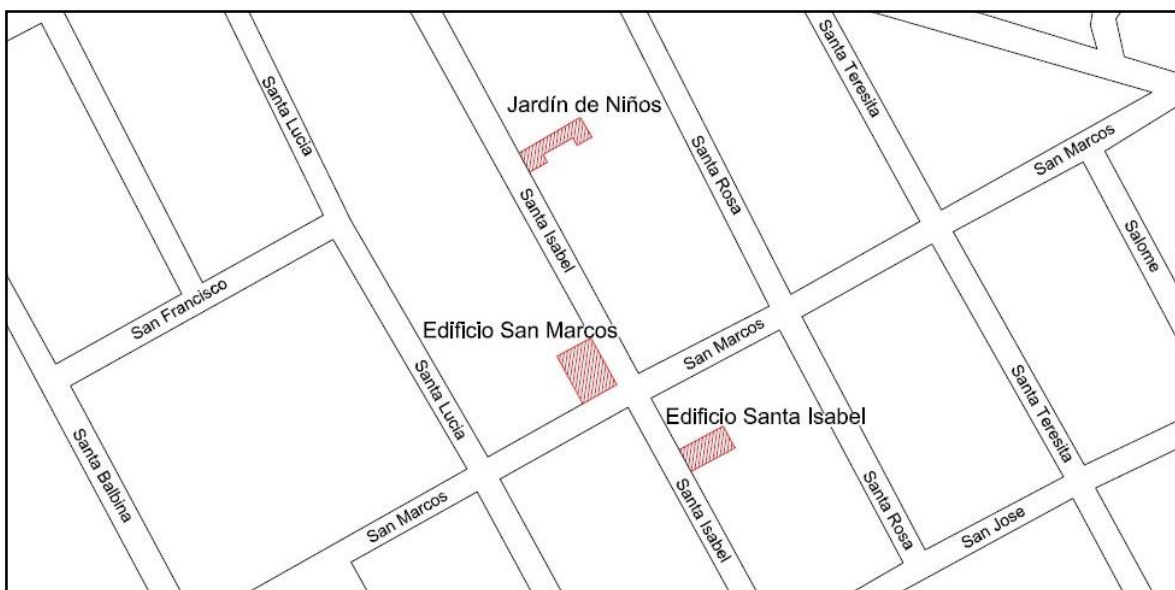 Santa Teresita
Santa Lucia
Jardín de Niños
San Marcos
Santa Rosa
Santa Isabel
Salome
San Francisco
Edificio San Marcos
San Marcos
Santa Lucia
Santa Teresita
Edificio Santa Isabel
Santa Balbina
Santa Isabel
Santa Rosa
San Marcos
San Jose